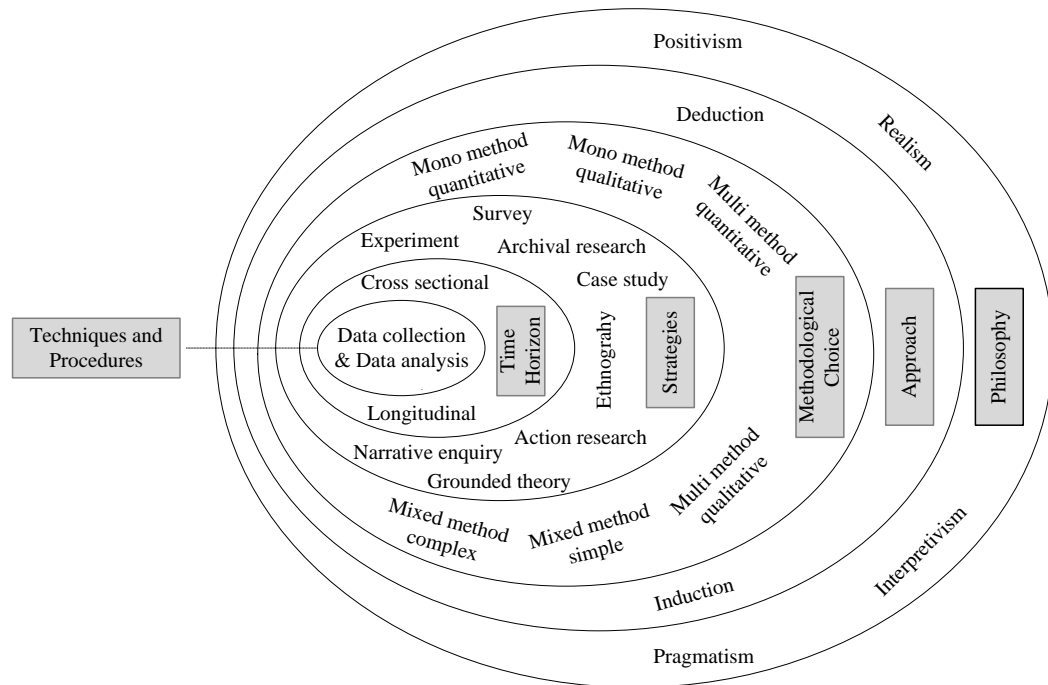 Positivism
Realism
Deduction
Mono method
quantitative
Mono method
qualitative
Multi method
quantitative
Survey
Experiment
Archival research
Cross sectional
Case study
Techniques and
Procedures
Data collection
& Data analysis
Time
Horizon
Ethnograhy
Strategies
Methodological
Choice
Approach
Philosophy
Longitudinal
Action research
Narrative enquiry
Grounded theory
Multi method
qualitative
Mixed method
complex
Mixed method
simple
Interpretivism
Induction
Pragmatism